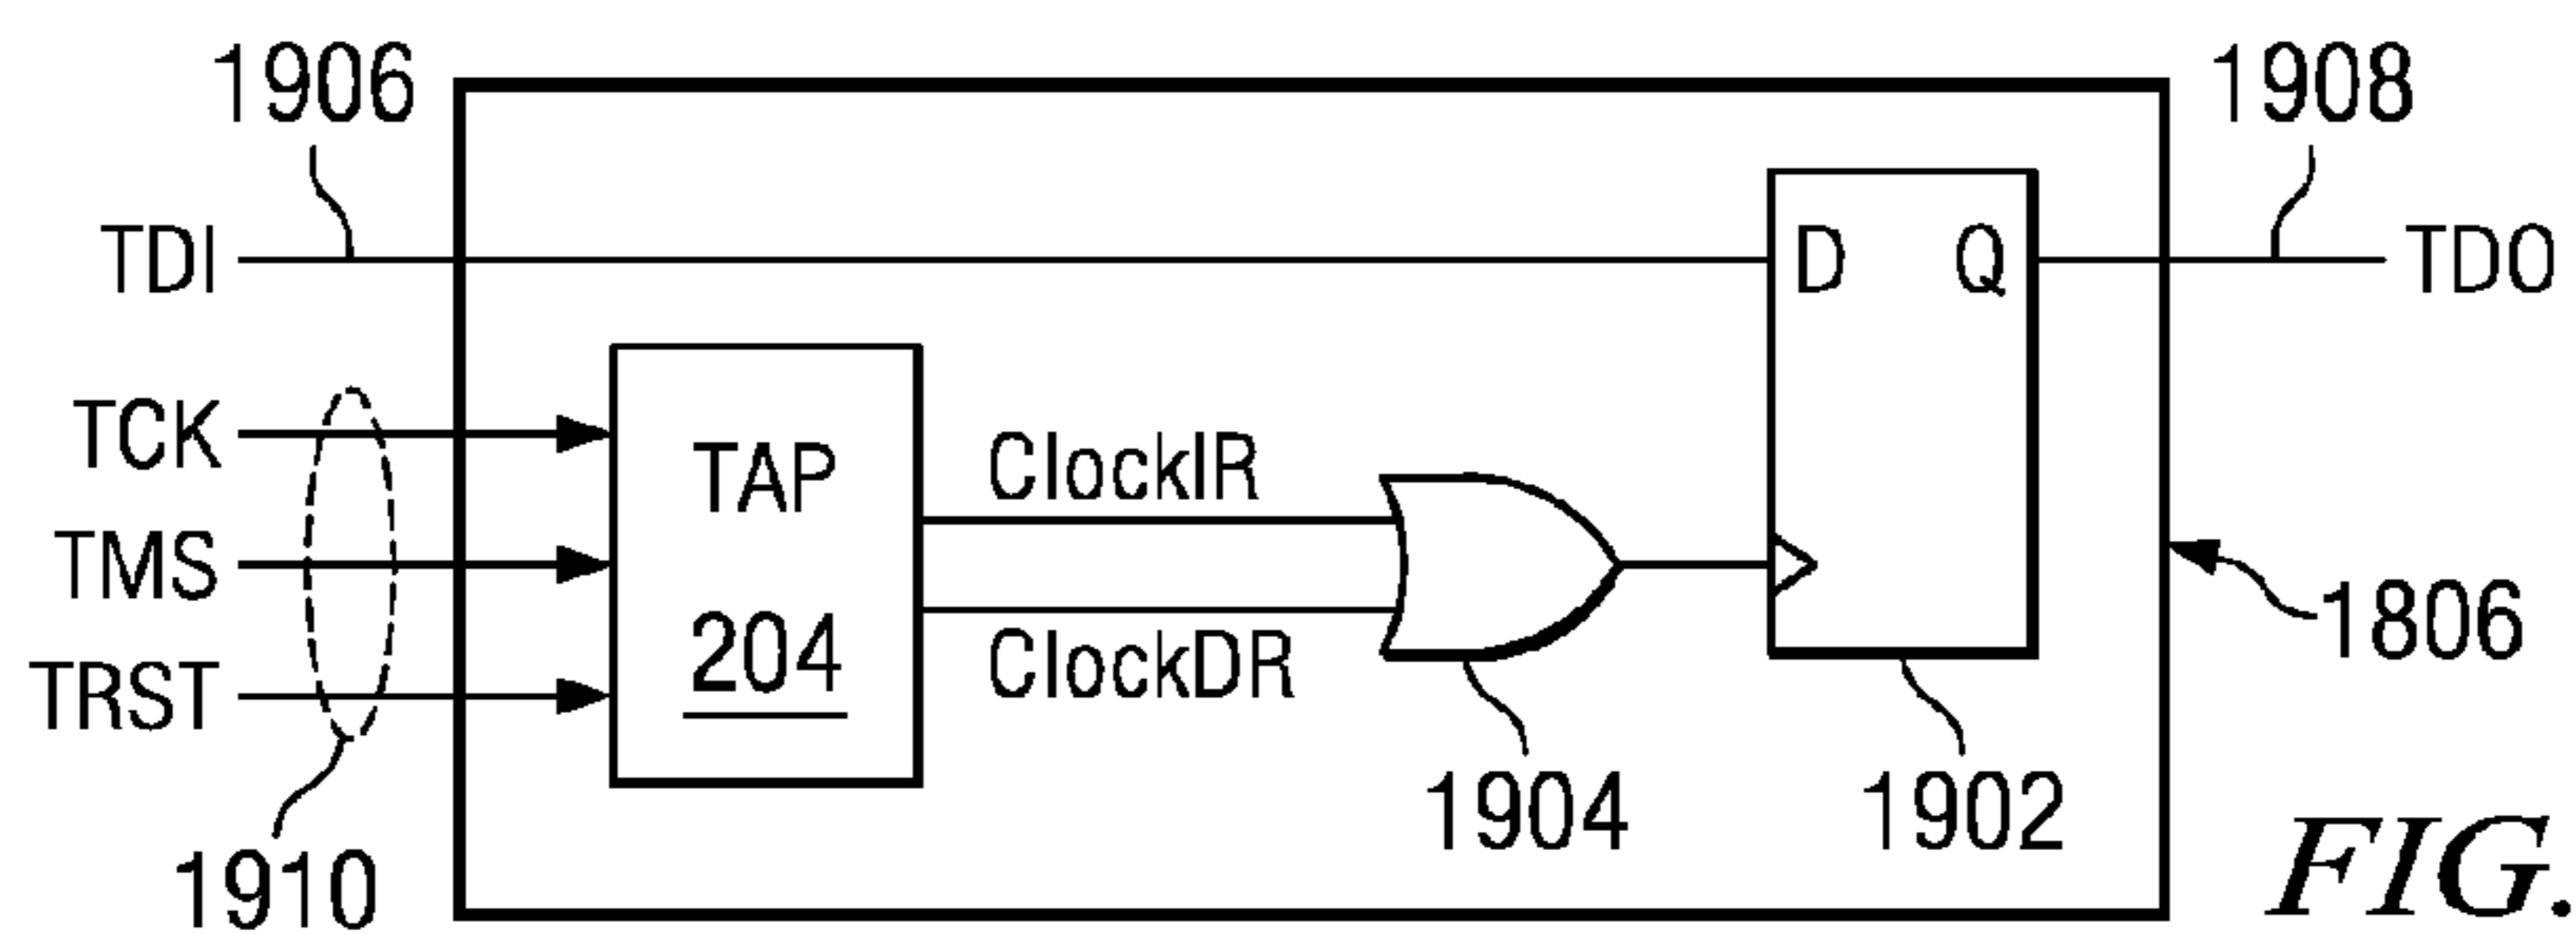 1906
1908
TDI
D
Q
TDO
TCK
TAP
ClockIR
TMS
204
ClockDR
TRST
1806
1904
1902
1910
FIG.